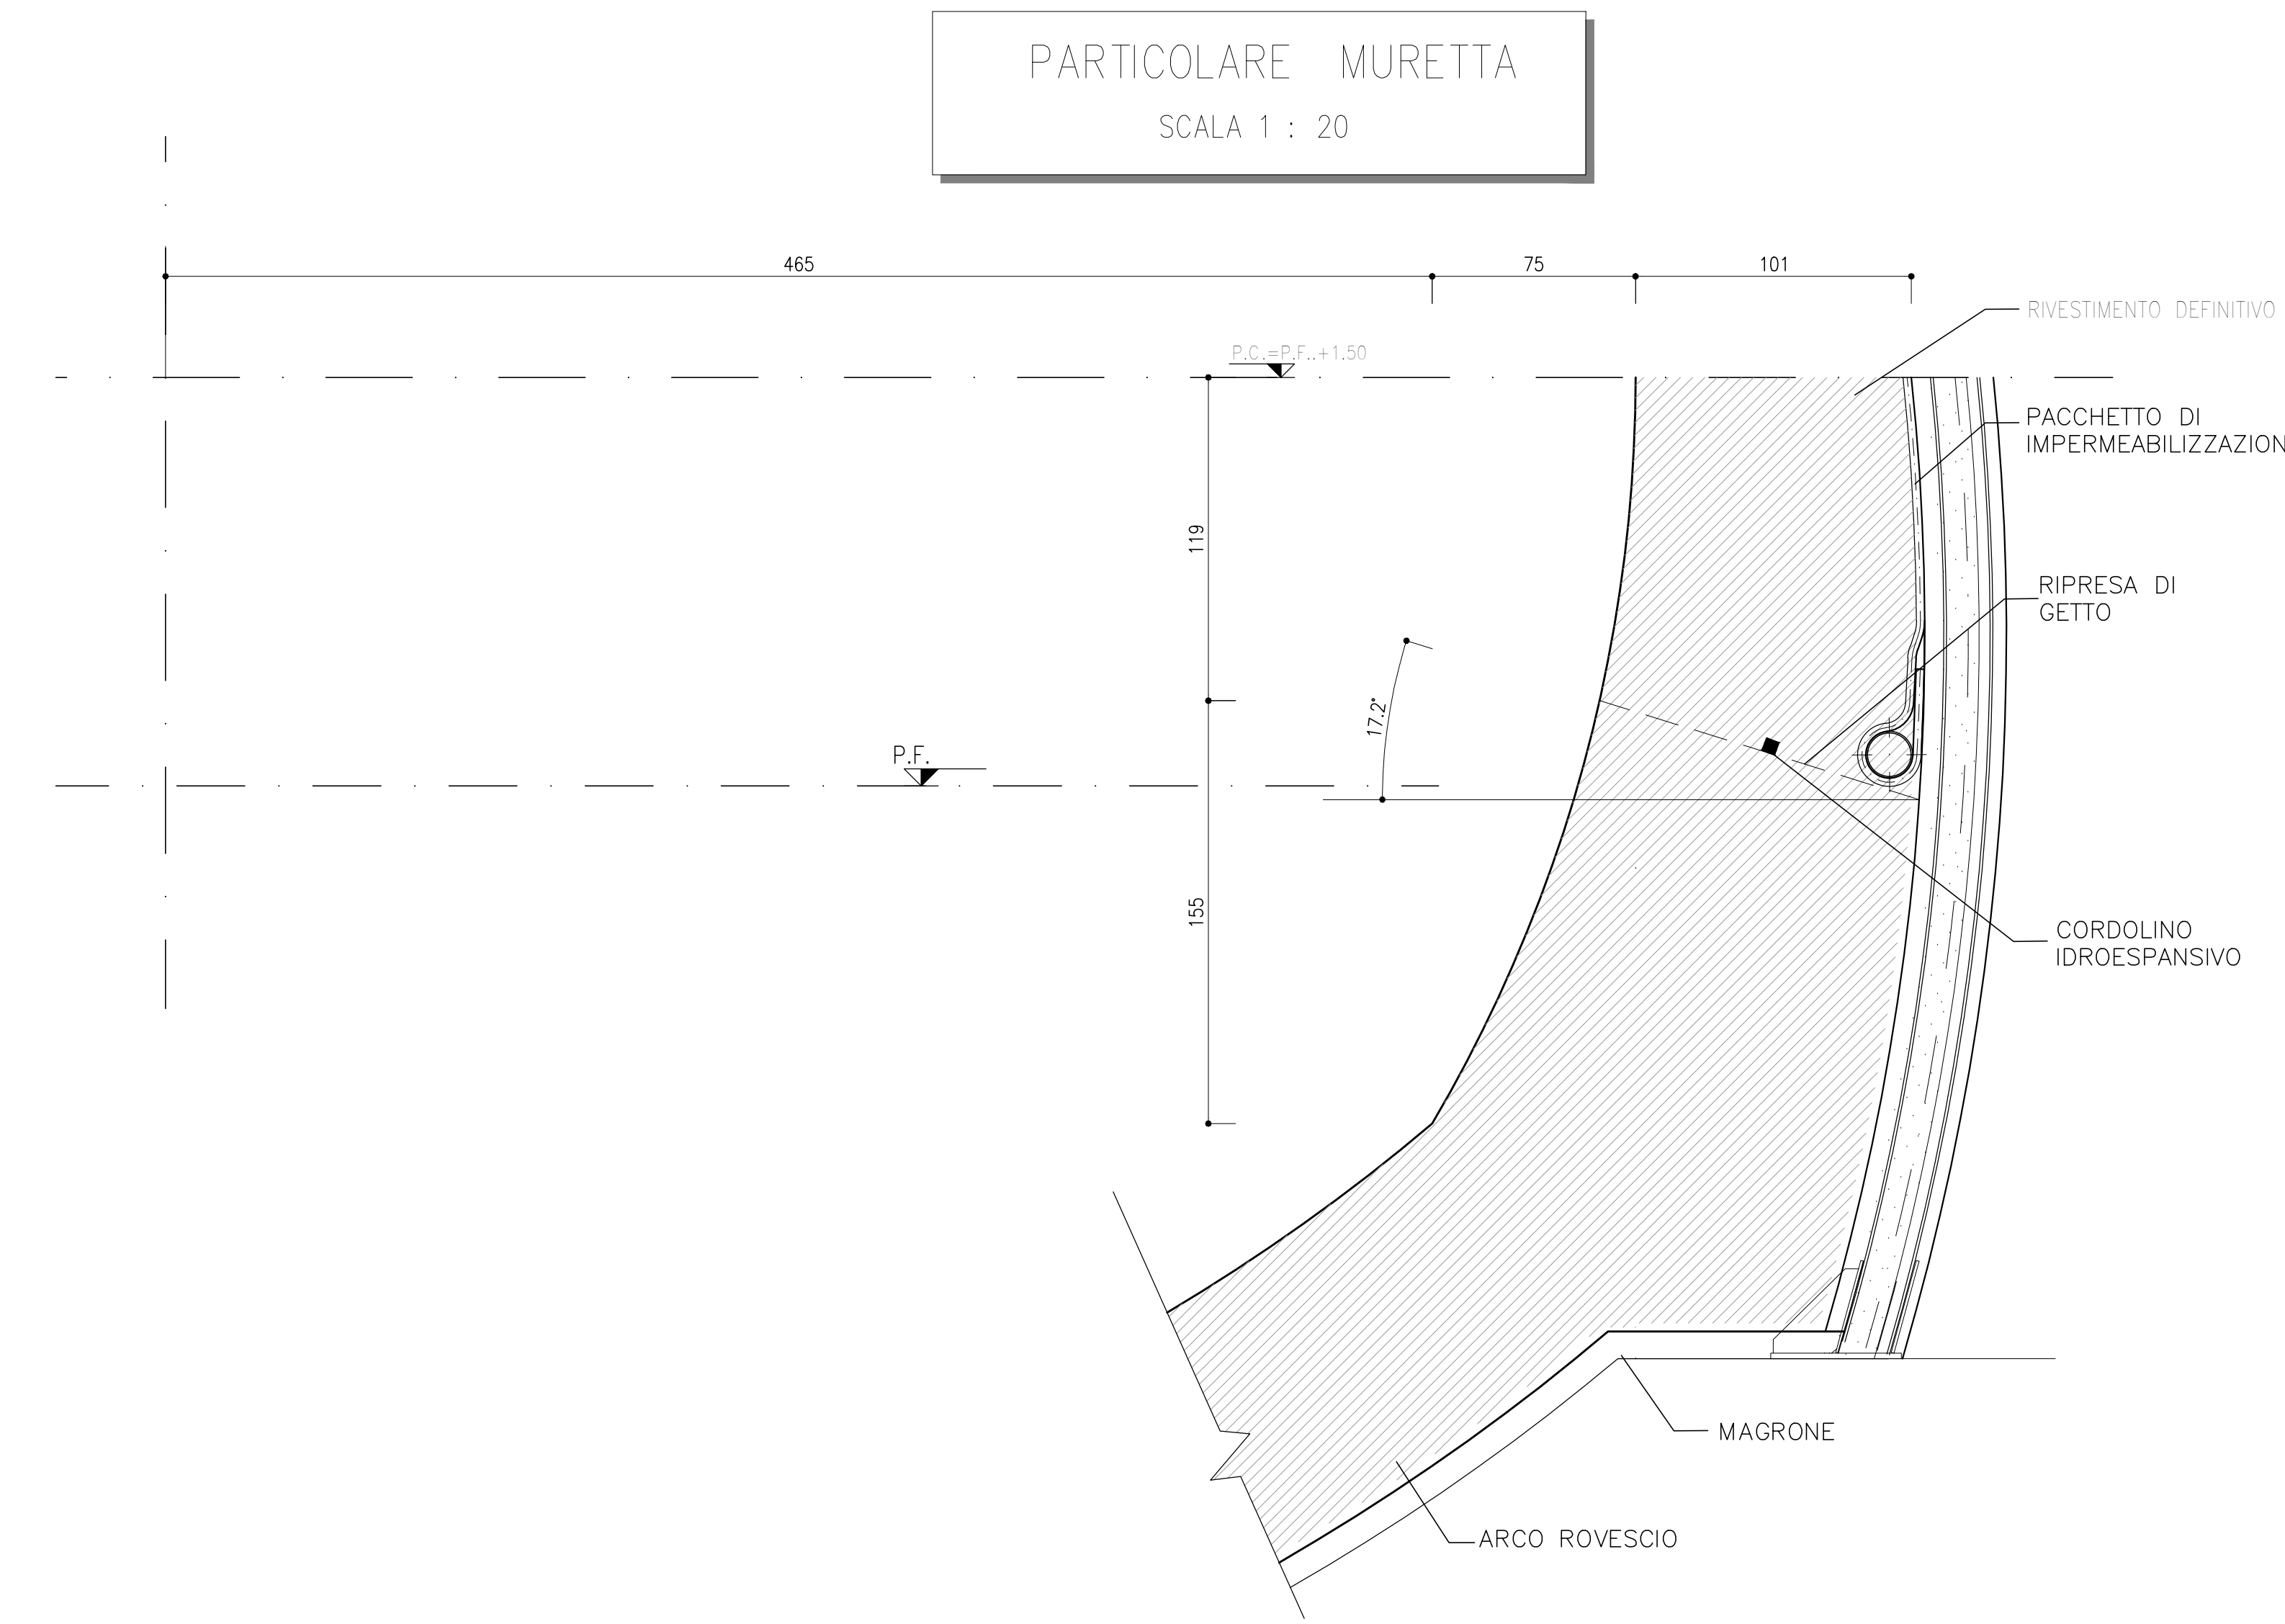 PARTICOLARE MURETTA
SCALA 1 : 20
465
75
101
RIVESTIMENTO DEFINITIVO
P.C.=P.F..+1.50
PACCHETTO DI
IMPERMEABILIZZAZION
119
RIPRESA DI
GETTO
17.2°
P.F.
155
CORDOLINO
IDROESPANSIVO
MAGRONE
ARCO ROVESCIO